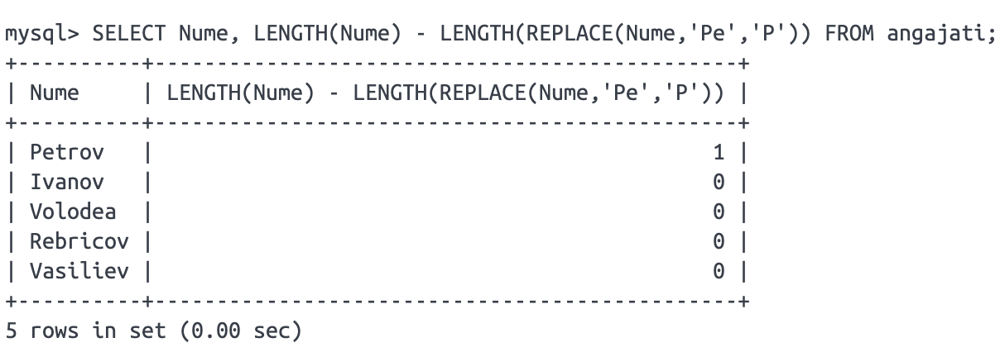 mysql> SELECT Nume, LENGTH(Nume) - LENGTH(REPLACE(Nume,'Pe','P')) FROM angajati;
+----------+-----------------------------------------------+
| Nume     | LENGTH(Nume) - LENGTH(REPLACE(Nume,'Pe','P')) |
+----------+-----------------------------------------------+
| Petrov   |                                             1 |
| Ivanov   |                                             0 |
| Volodea  |                                             0 |
| Rebricov |                                             0 |
| Vasiliev |                                             0 |
+----------+-----------------------------------------------+
5 rows in set (0.00 sec)